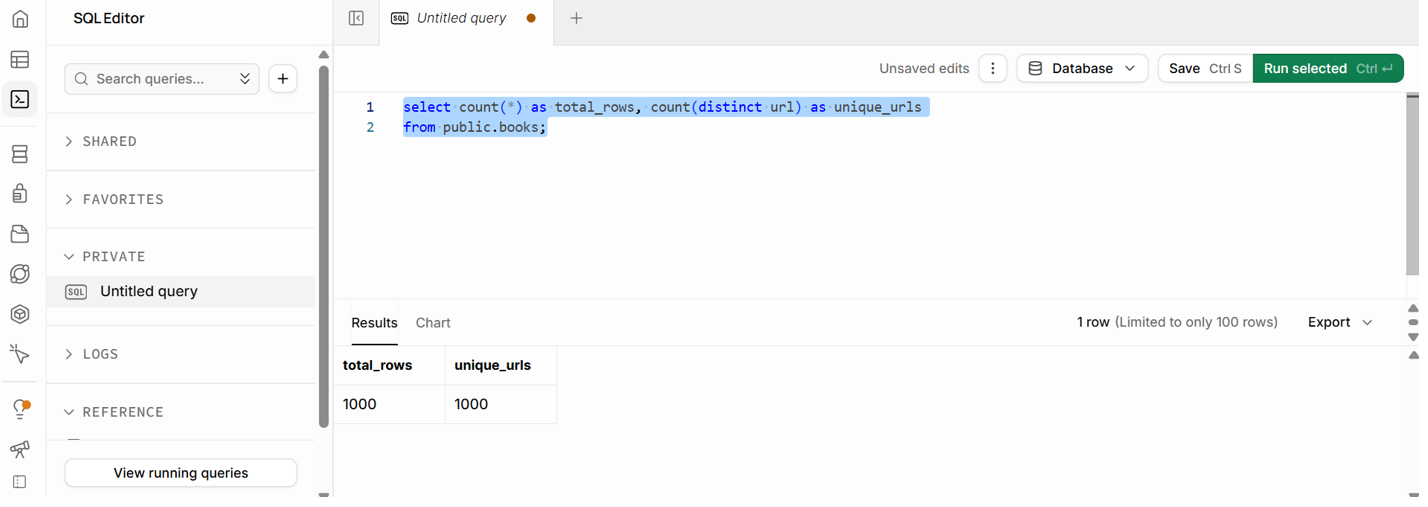 SQL Editor
Search queries...
SHARED
FAVORITES
PRIVATE
SQL Untitled query
LOGS
REFERENCE
View running queries
SQL Untitled query
Unsaved edits Database Save Ctrl S Run selected Ctrl ↵
1 select count(*) as total_rows, count(distinct url) as unique_urls
2 from public.books;
Results Chart 1 row (Limited to only 100 rows) Export
total_rows unique_urls
1000 1000